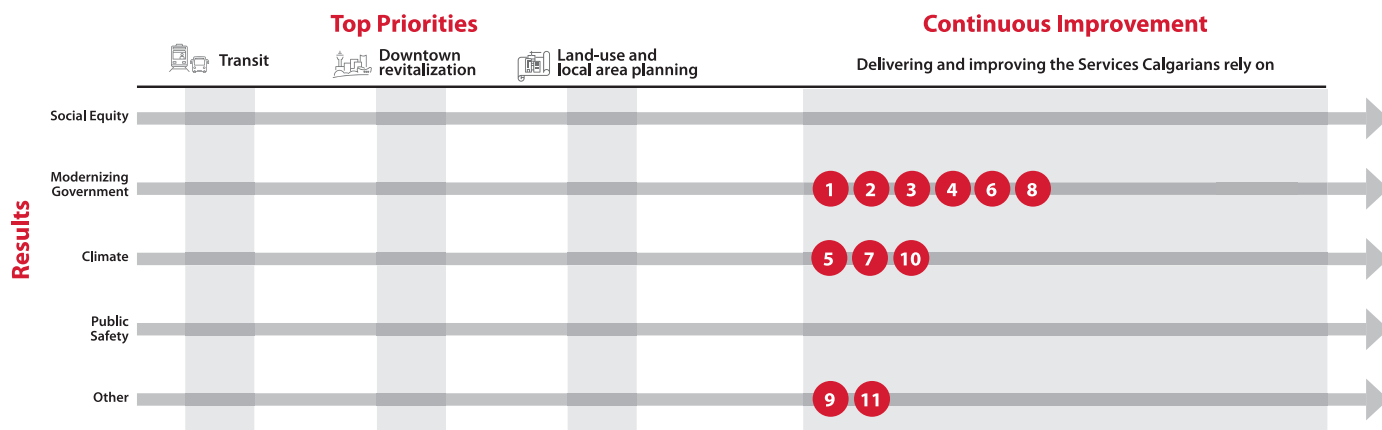 Top Priorities
Continuous Improvement
Transit
Downtown
revitalization
Land-use and
local area planning
Delivering and improving the Services Calgarians rely on
Results
Social Equity
Modernizing
Government
1 2 3 4 6 8
Climate
5 7 10
Public
Safety
Other
9 11